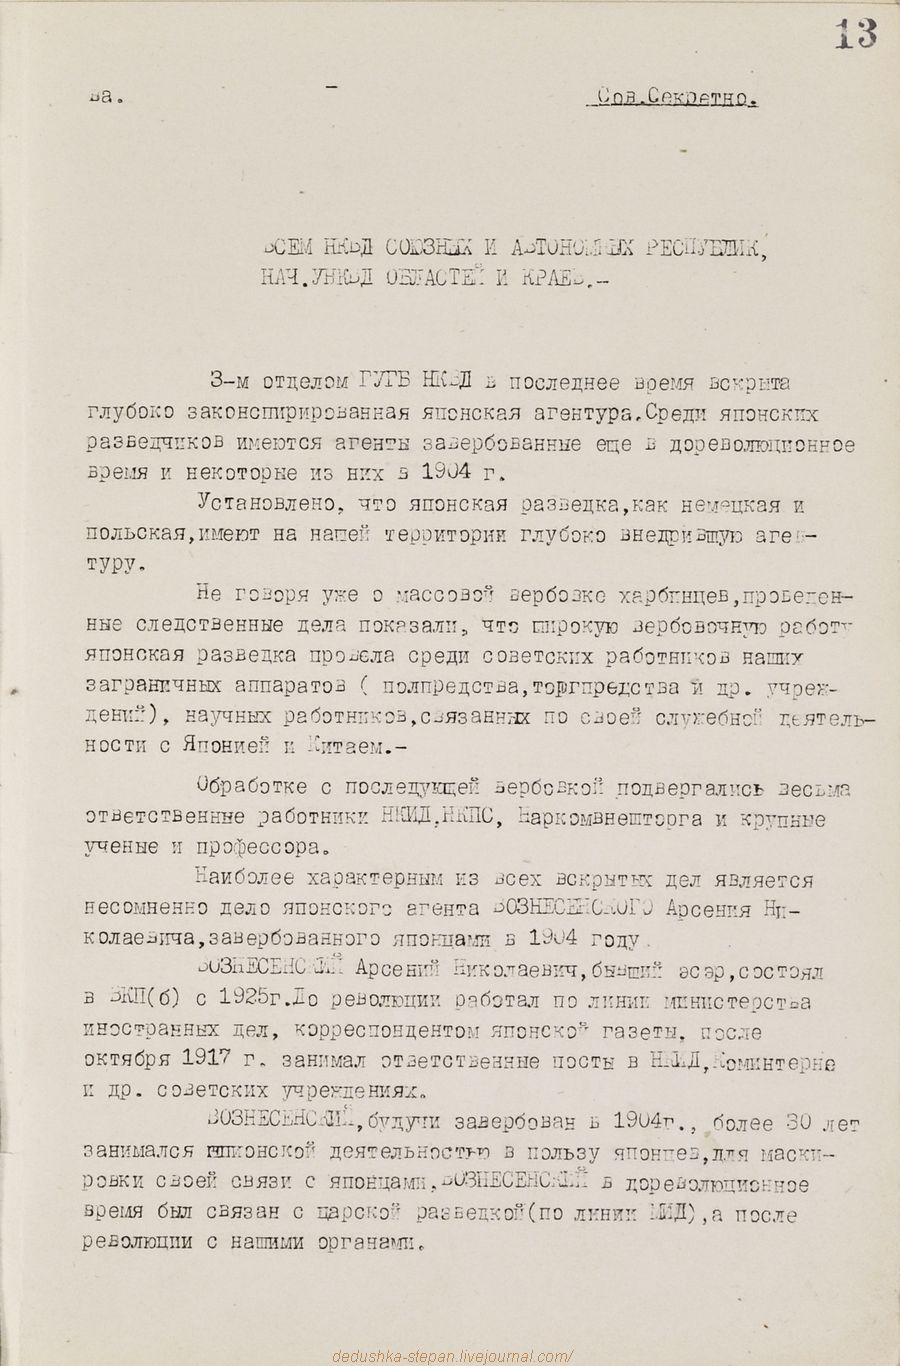 13
ва.
Сов.Секретно.
ВСЕМ НКВД СОЮЗНЫХ И АВТОНОМНЫХ РЕСПУБЛИК,
НАЧ.УНКВД ОБЛАСТЕЙ И КРАЕВ.-
3-м отделом ГУГБ НКВД в последнее время вскрыта
глубоко законспирированная японская агентура.Среди японских
разведчиков имеются агенты завербованные еще в дореволюционное
время и некоторые из них в 1904 г.
Установлено, что японская разведка,как немецкая и
польская,имеют на нашей территории глубоко внедрившую аген-
туру.
Не говоря уже о массовой вербовке харбинцев,проведен-
ные следственные дела показали, что широкую вербовочную работу
японская разведка провела среди советских работников наших
заграничных аппаратов ( полпредства,торгпредства и др. учреж-
дений), научных работников,связанных по своей служебной деятель-
ности с Японией и Китаем.-
Обработке с последующей вербовкой подвергались весьма
ответственные работники НКИД,НКПС, Наркомвнешторга и крупные
ученые и профессора.
Наиболее характерным из всех вскрытых дел является
несомненно дело японского агента ВОЗНЕСЕНСКОГО Арсения Ни-
колаевича,завербованного японцами в 1904 году.
ВОЗНЕСЕНСКИЙ Арсений Николаевич,бывший эсэр,состоял
в ВКП(б) с 1925г.До революции работал по линии министерства
иностранных дел, корреспондентом японской газеты, после
октября 1917 г. занимал ответственные посты в НКИД,Коминтерне
и др. советских учреждениях.
ВОЗНЕСЕНСКИЙ,будучи завербован в 1904г., более 30 лет
занимался шпионской деятельностью в пользу японцев,для маски-
ровки своей связи с японцами,ВОЗНЕСЕНСКИЙ в дореволюционное
время был связан с царской разведкой(по линии МИД),а после
революции с нашими органами.
dedushka-stepan.livejournal.com/